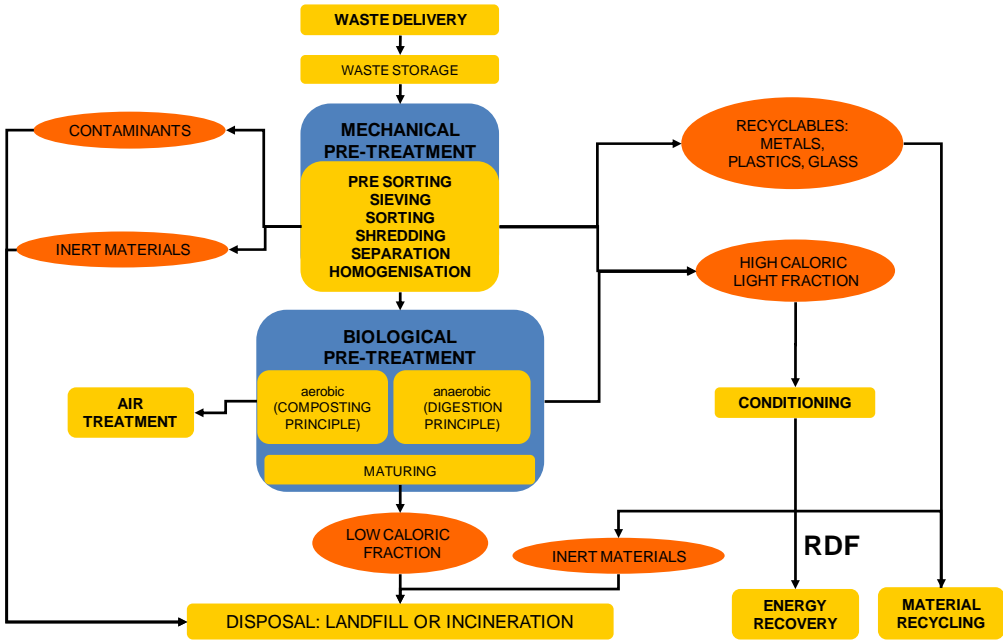 WASTE DELIVERY
WASTE STORAGE
MECHANICAL
PRE-TREATMENT
PRE SORTING
SIEVING
SORTING
SHREDDING
SEPARATION
HOMOGENISATION
CONTAMINANTS
INERT MATERIALS
RECYCLABLES:
METALS,
PLASTICS, GLASS
HIGH CALORIC
LIGHT FRACTION
BIOLOGICAL
PRE-TREATMENT
aerobic
(COMPOSTING
PRINCIPLE)
anaerobic
(DIGESTION
PRINCIPLE)
MATURING
AIR
TREATMENT
CONDITIONING
LOW CALORIC
FRACTION
INERT MATERIALS
RDF
DISPOSAL: LANDFILL OR INCINERATION
ENERGY
RECOVERY
MATERIAL
RECYCLING